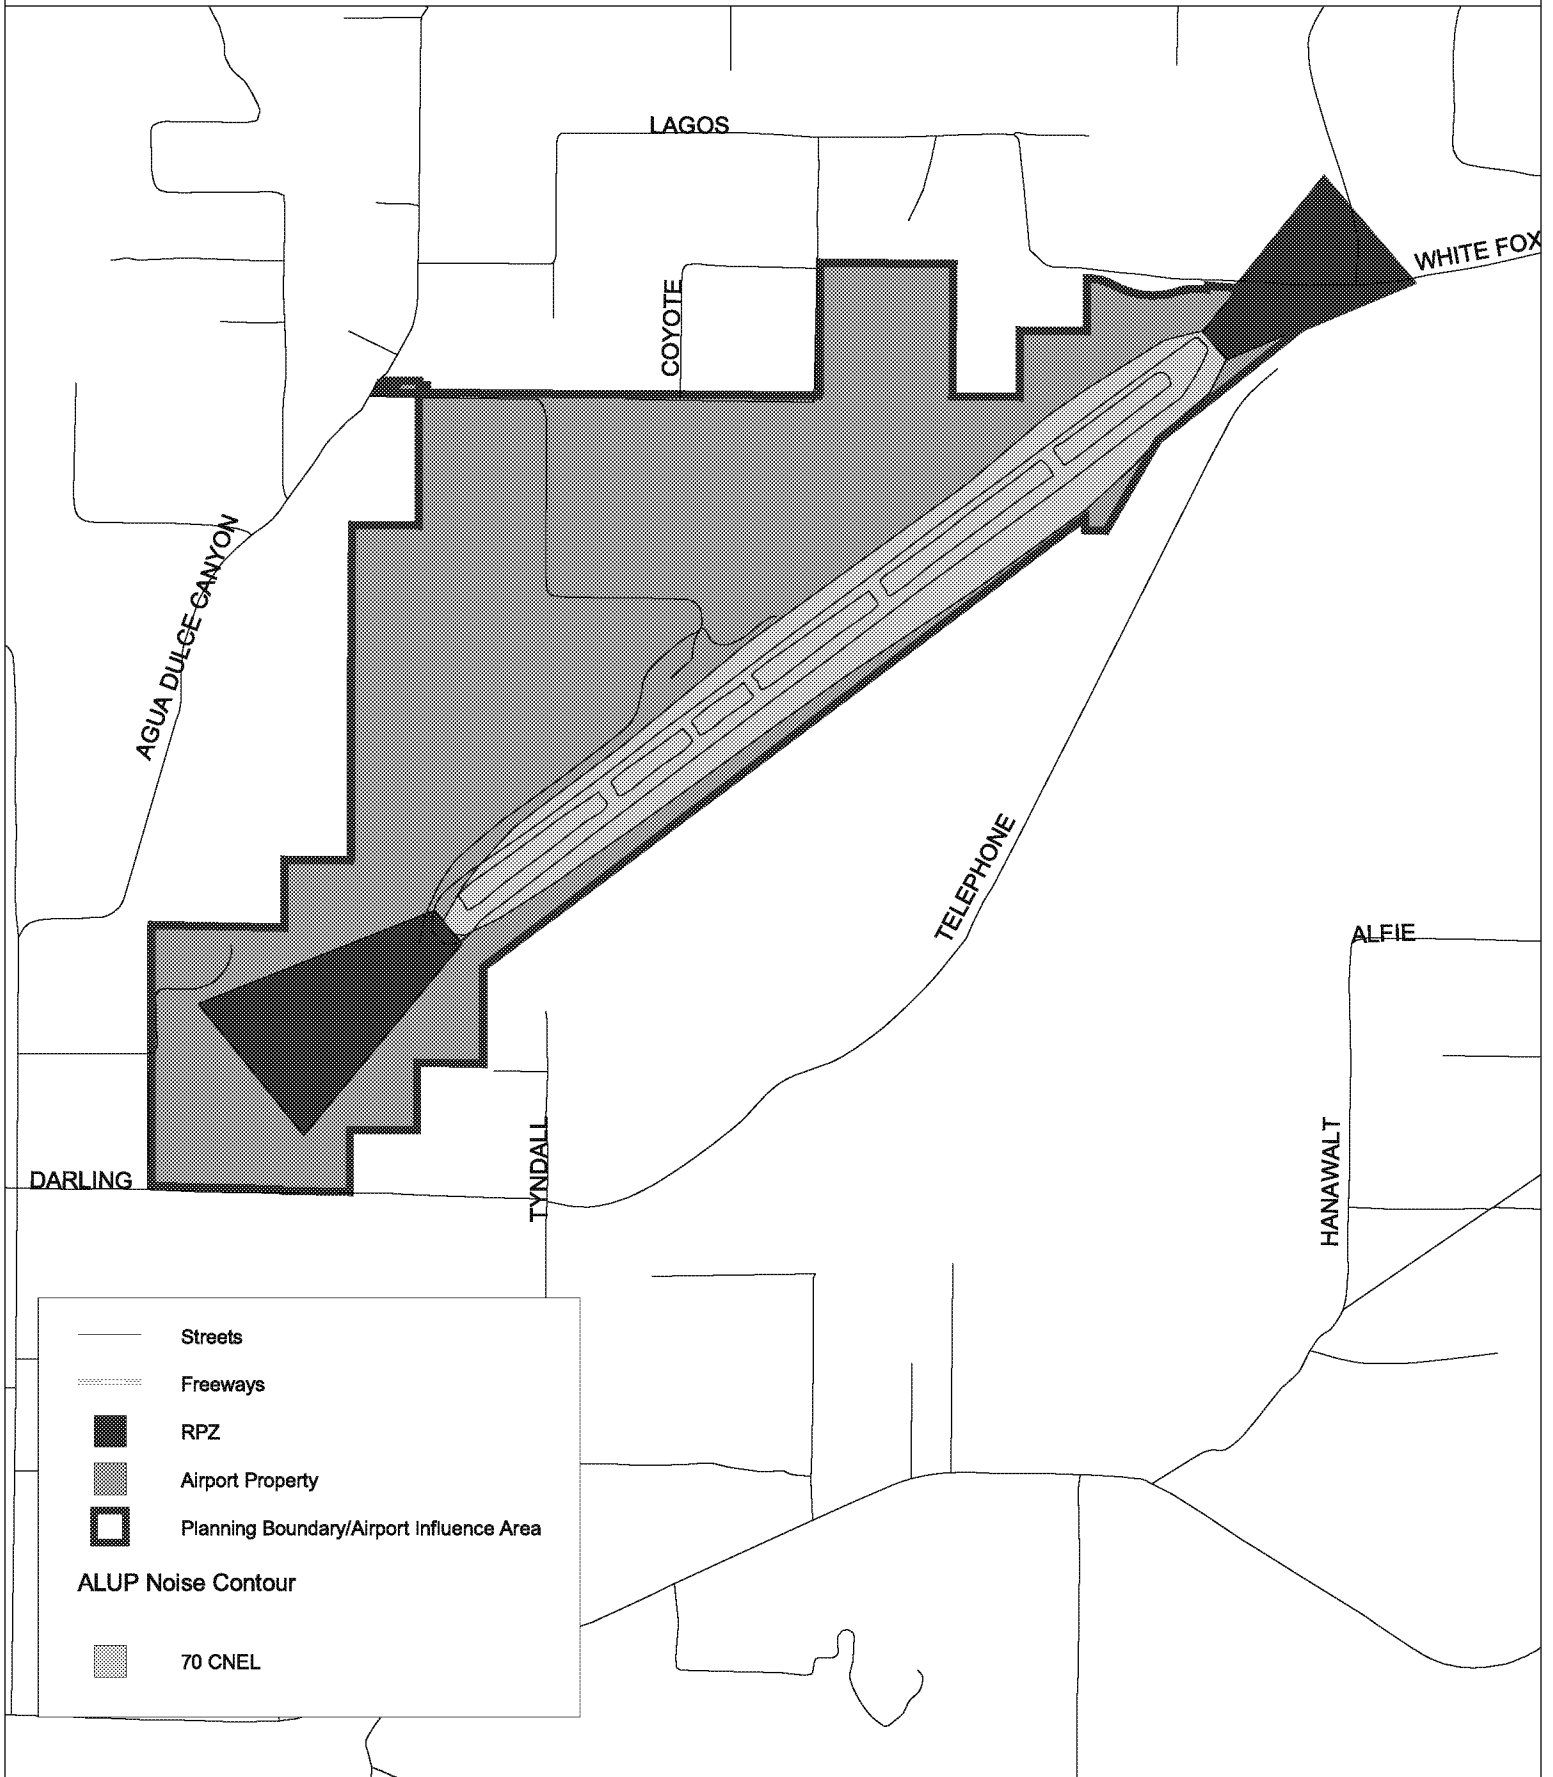 LAGOS
WHITE FOX
COYOTE
AGUA DULCE CANYON
TELEPHONE
ALFIE
HANAWALT
TYNDALL
DARLING
Streets
Freeways
RPZ
Airport Property
Planning Boundary/Airport Influence Area
ALUP Noise Contour
70 CNEL